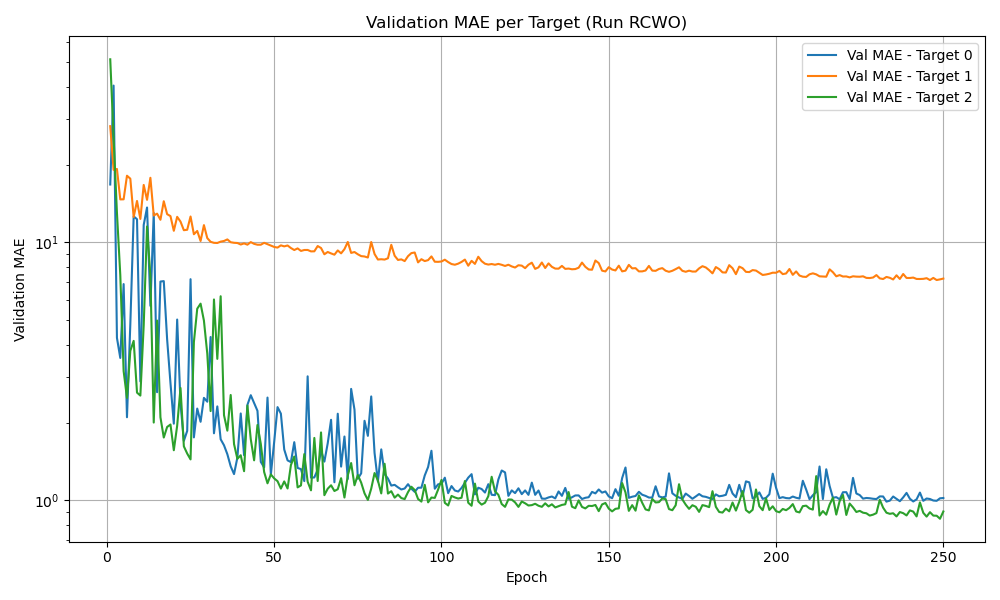 Validation MAE per Target (Run RCWO)
Val MAE - Target 0
Val MAE - Target 1
Val MAE - Target 2
Validation MAE
10¹
10⁰
0 50 100 150 200 250
Epoch